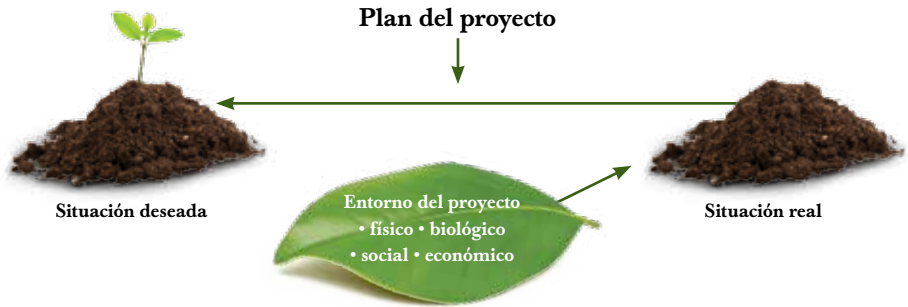 Plan del proyecto
Entorno del proyecto
• físico • biológico
• social • económico
Situación deseada
Situación real